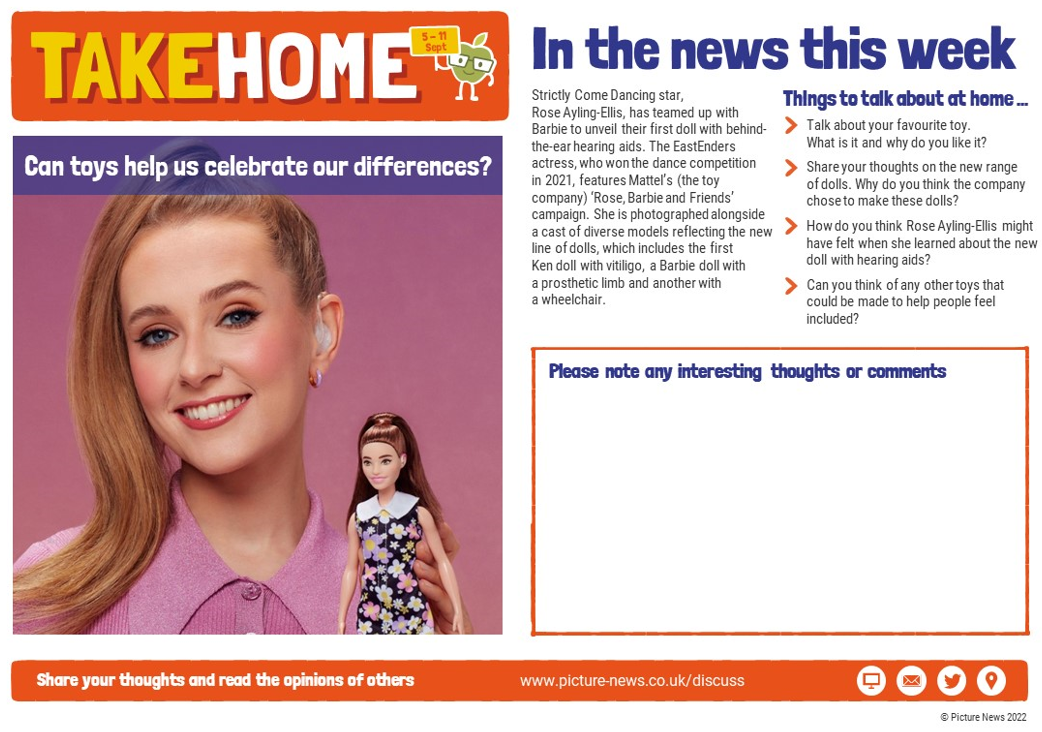 TAKEHOME
5 – 11
Sept
Can toys help us celebrate our differences?
In the news this week
Strictly Come Dancing star,
Rose Ayling-Ellis, has teamed up with
Barbie to unveil their first doll with behind-
the-ear hearing aids. The EastEnders
actress, who won the dance competition
in 2021, features Mattel's (the toy
company) ‘Rose, Barbie and Friends’
campaign. She is photographed alongside
a cast of diverse models reflecting the new
line of dolls, which includes the first
Ken doll with vitiligo, a Barbie doll with
a prosthetic limb and another with
a wheelchair.
Things to talk about at home ...
Talk about your favourite toy.
What is it and why do you like it?
Share your thoughts on the new range
of dolls. Why do you think the company
chose to make these dolls?
How do you think Rose Ayling-Ellis might
have felt when she learned about the new
doll with hearing aids?
Can you think of any other toys that
could be made to help people feel
included?
Please note any interesting thoughts or comments
Share your thoughts and read the opinions of others
www.picture-news.co.uk/discuss
© Picture News 2022